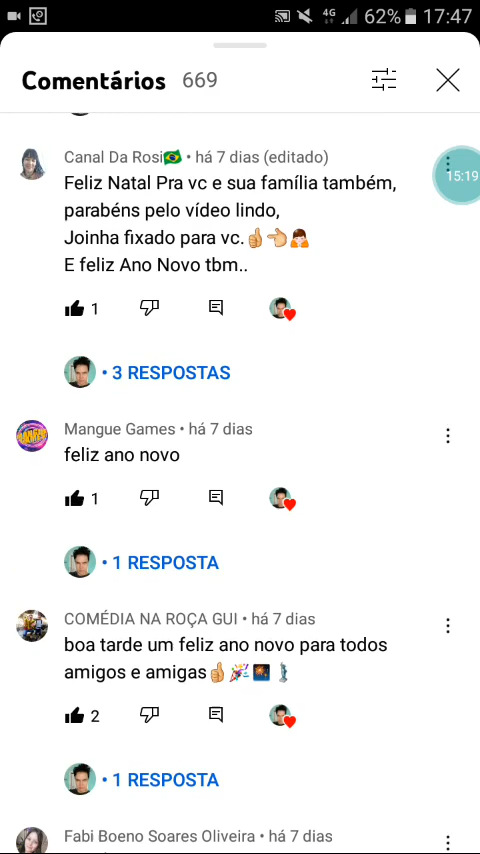 4G 62% 17:47
Comentários 669
Canal Da Rosi🇧🇷 • há 7 dias (editado)
15:19
Feliz Natal Pra vc e sua família também,
parabéns pelo vídeo lindo,
Joinha fixado para vc.👍🏼👈🏼🙇
E feliz Ano Novo tbm..
1
• 3 RESPOSTAS
Mangue Games • há 7 dias
feliz ano novo
1
• 1 RESPOSTA
COMÉDIA NA ROÇA GUI • há 7 dias
boa tarde um feliz ano novo para todos
amigos e amigas👍🏼🎉🎆🗽
2
• 1 RESPOSTA
Fabi Boeno Soares Oliveira • há 7 dias